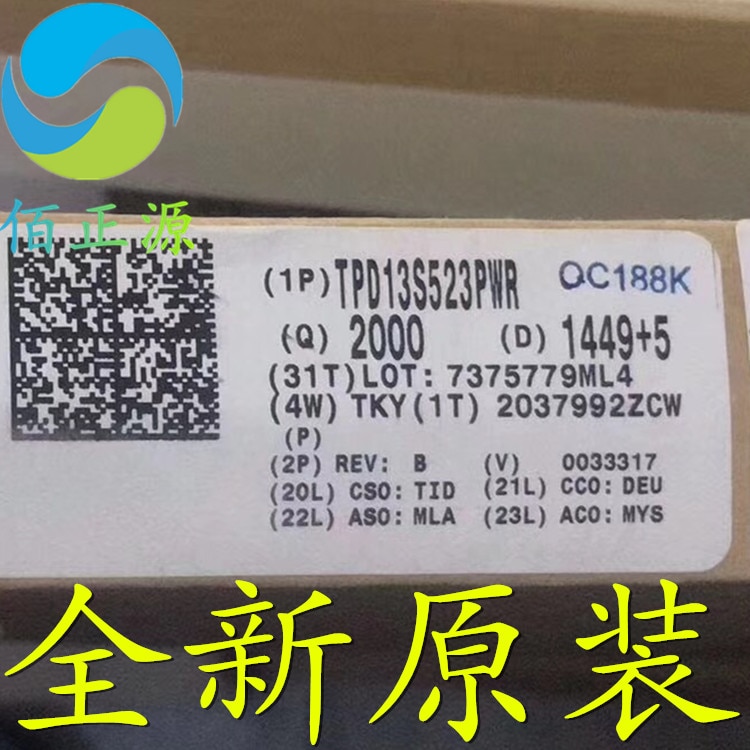 佰正源
(1P) TPD13S523PWR QC188K
(Q) 2000 (D) 1449+5
(31T)LOT: 7375779ML4
(4W) TKY(1T) 2037992ZCW
(P)
(2P) REV: B (V) 0033317
(20L) CSO: TID (21L) CCO: DEU
(22L) ASO: MLA (23L) ACO: MYS
全新原装